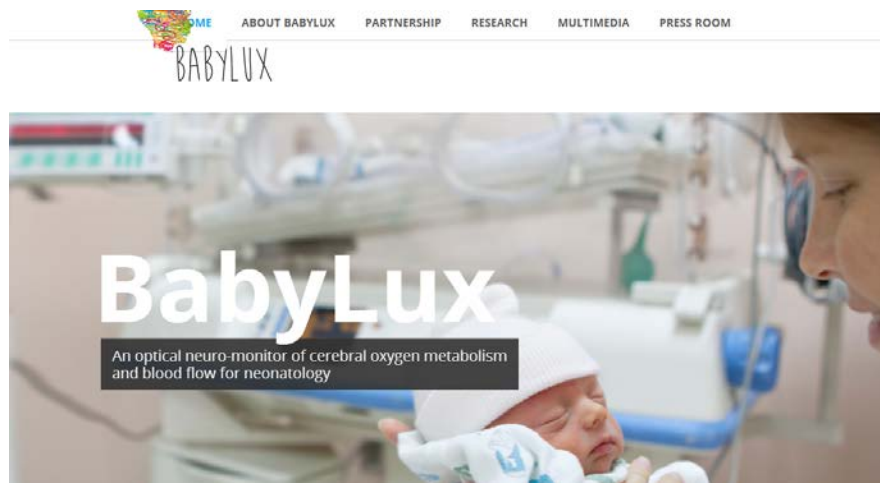 HOME ABOUT BABYLUX PARTNERSHIP RESEARCH MULTIMEDIA PRESS ROOM
BABYLUX
BabyLux
An optical neuro-monitor of cerebral oxygen metabolism
and blood flow for neonatology